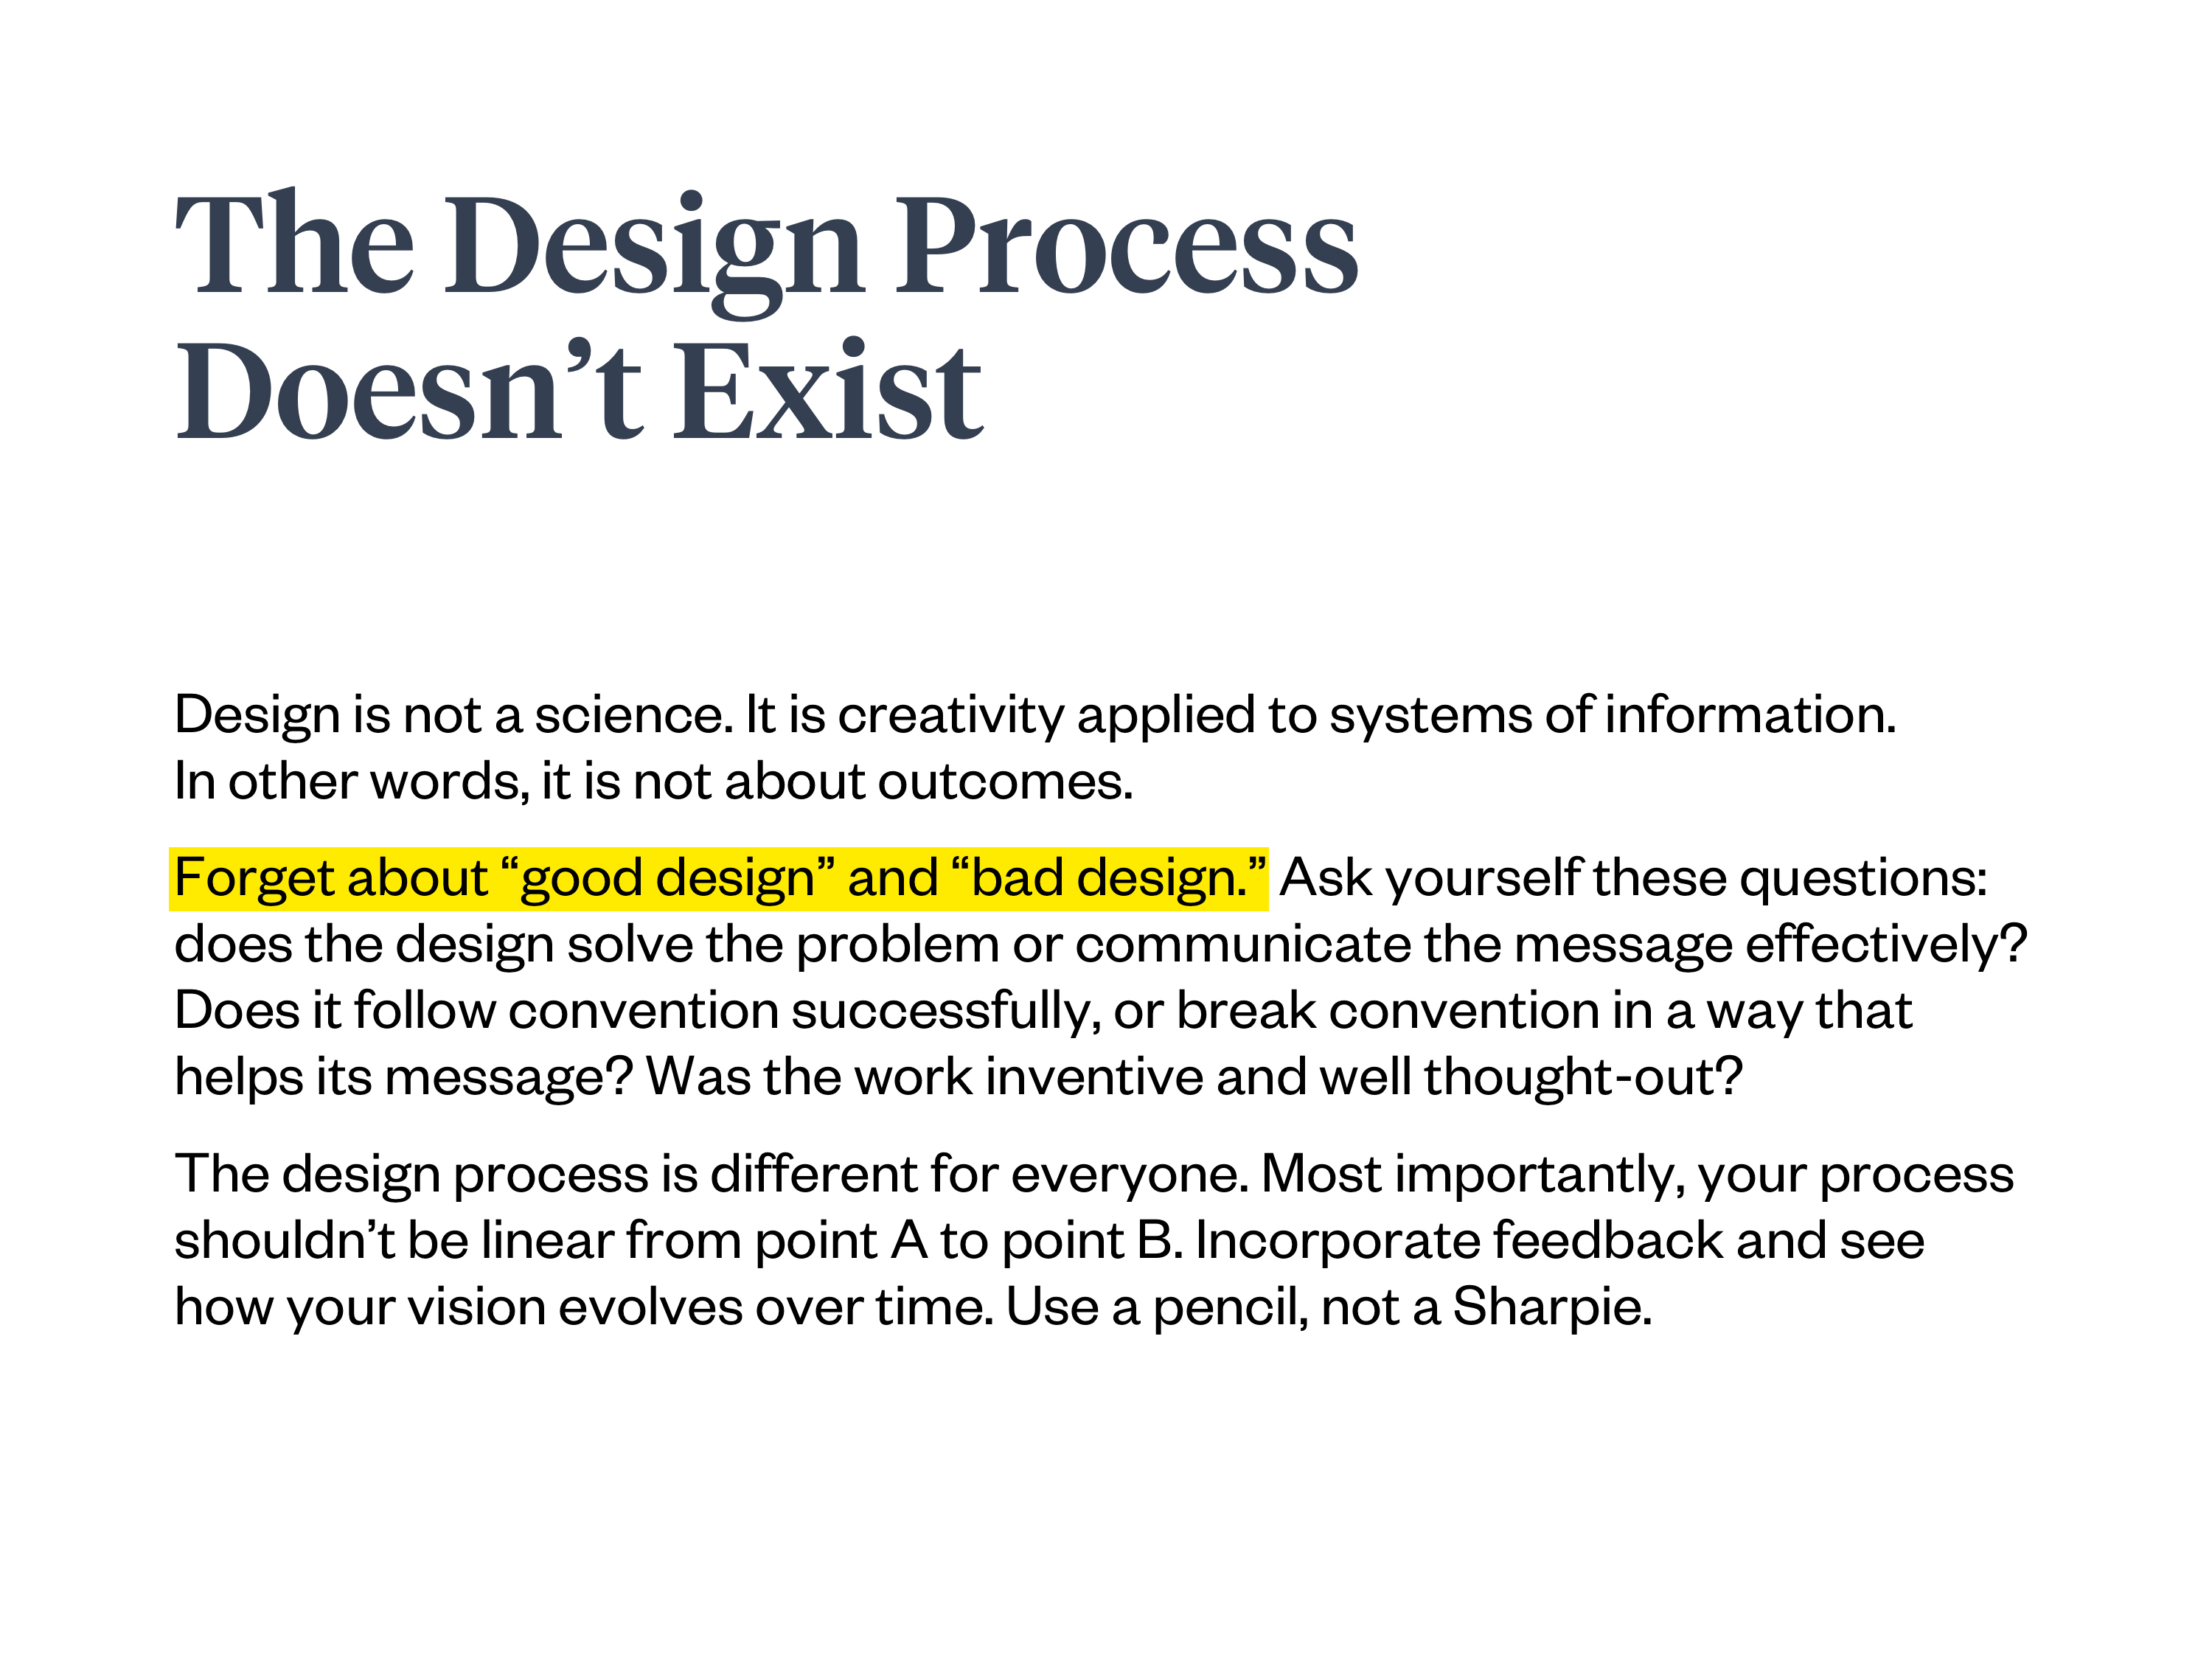 The Design Process
Doesn’t Exist
Design is not a science. It is creativity applied to systems of information.
In other words, it is not about outcomes.
Forget about “good design” and “bad design.” Ask yourself these questions:
does the design solve the problem or communicate the message effectively?
Does it follow convention successfully, or break convention in a way that
helps its message? Was the work inventive and well thought-out?
The design process is different for everyone. Most importantly, your process
shouldn’t be linear from point A to point B. Incorporate feedback and see
how your vision evolves over time. Use a pencil, not a Sharpie.